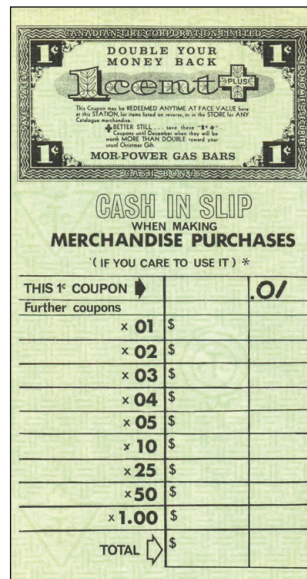 CANADIAN TIRE CORPORATION LIMITED
1¢ 1¢
DOUBLE YOUR
MONEY BACK
1cent PLUS
This Coupon may be REDEEMED ANYTIME AT FACE VALUE here
at this STATION, for items listed on reverse, or in the STORE for ANY
Catalogue merchandise.
BETTER STILL . . . save these "1¢
Coupons until December when they will be
worth MORE THAN DOUBLE toward your
usual Christmas Gift.
1¢ 1¢
MOR-POWER GAS BARS
CASH BONUS
CASH IN SLIP
WHEN MAKING
MERCHANDISE PURCHASES
(IF YOU CARE TO USE IT) *
THIS 1¢ COUPON .01
Further coupons
x 01 $
x 02 $
x 03 $
x 04 $
x 05 $
x 10 $
x 25 $
x 50 $
x 1.00 $
TOTAL $